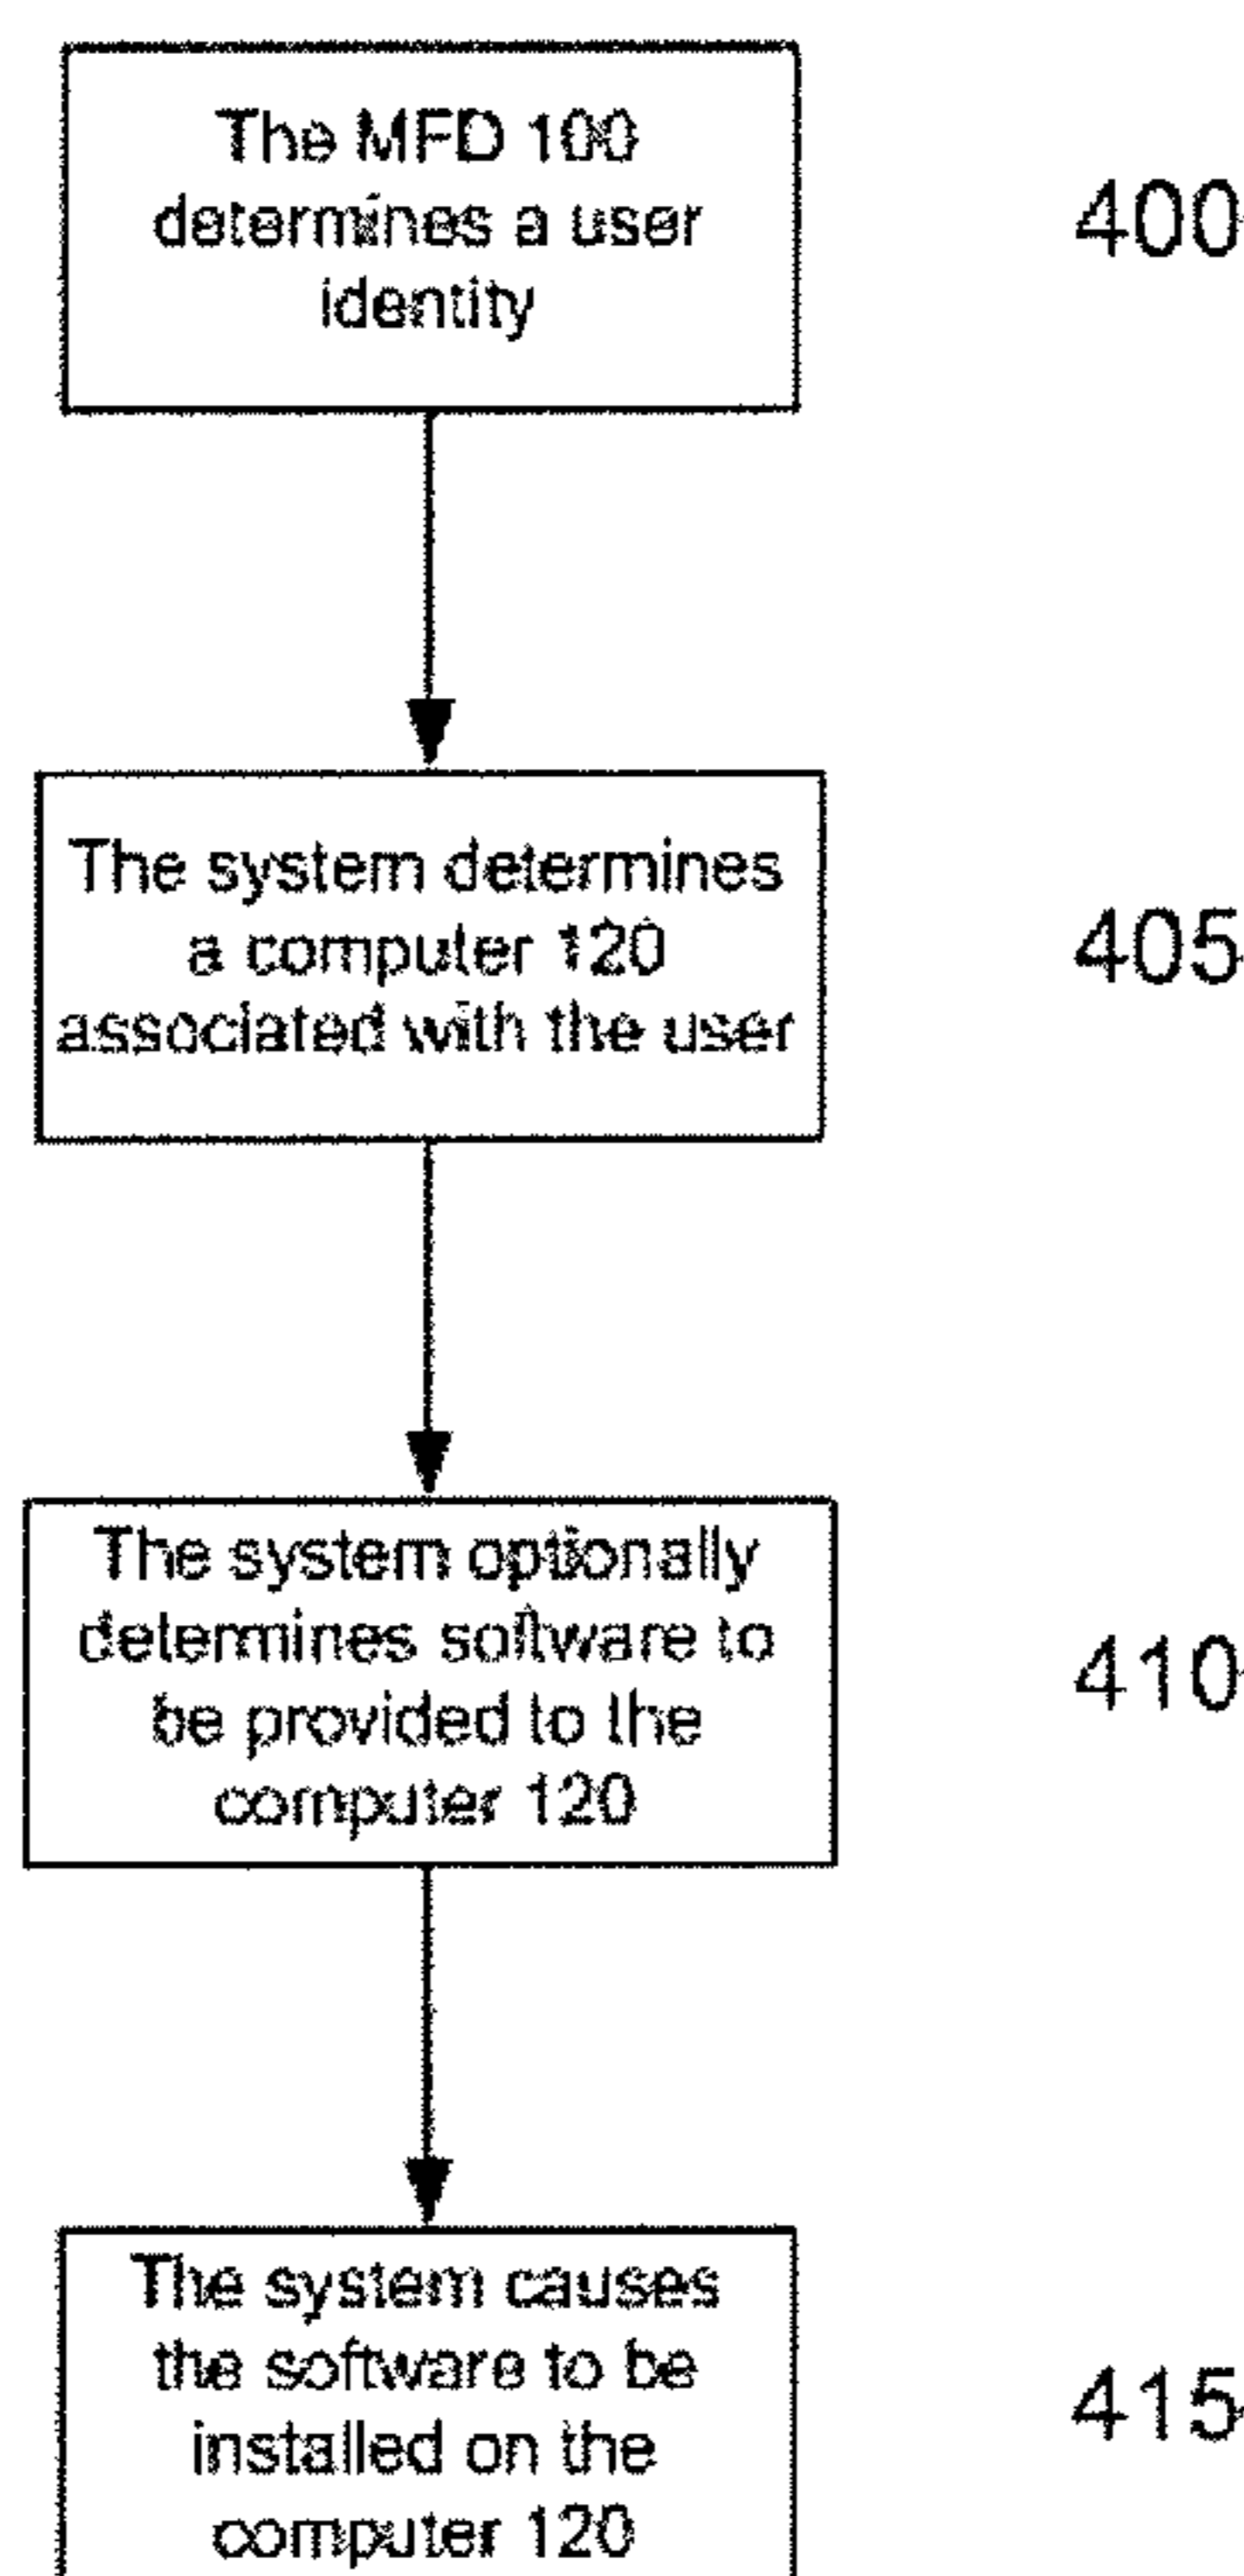 The MFD 100
determines a user
identity
400
The system determines
a computer 120
associated with the user
405
The system optionally
determines software to
be provided to the
computer 120
410
The system causes
the software to be
installed on the
computer 120
415